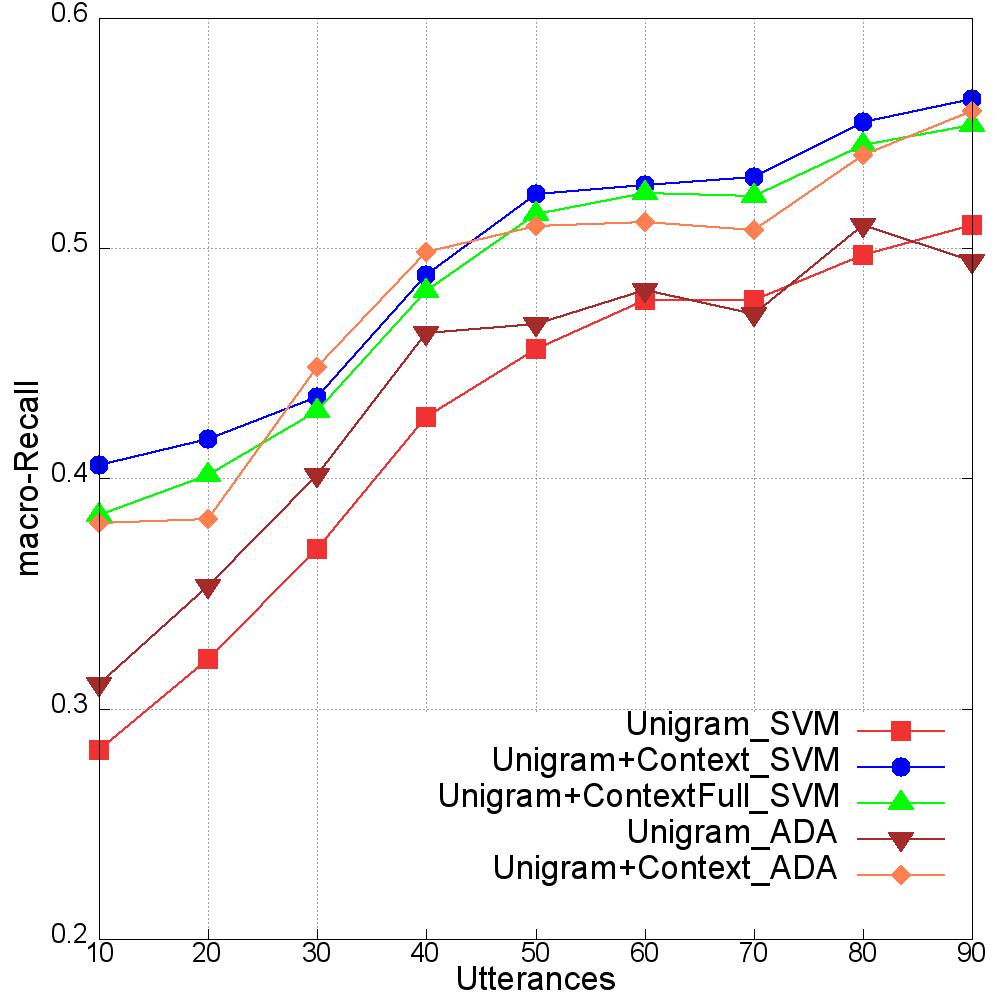 0.6
0.5
0.4
0.3
0.2
macro-Recall
Unigram_SVM
Unigram+Context_SVM
Unigram+ContextFull_SVM
Unigram_ADA
Unigram+Context_ADA
10 20 30 40 50 60 70 80 90
Utterances